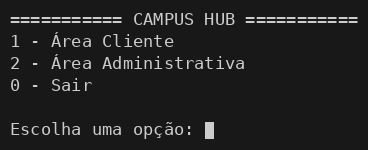 =========== CAMPUS HUB ===========
1 - Área Cliente
2 - Área Administrativa
0 - Sair
Escolha uma opção: